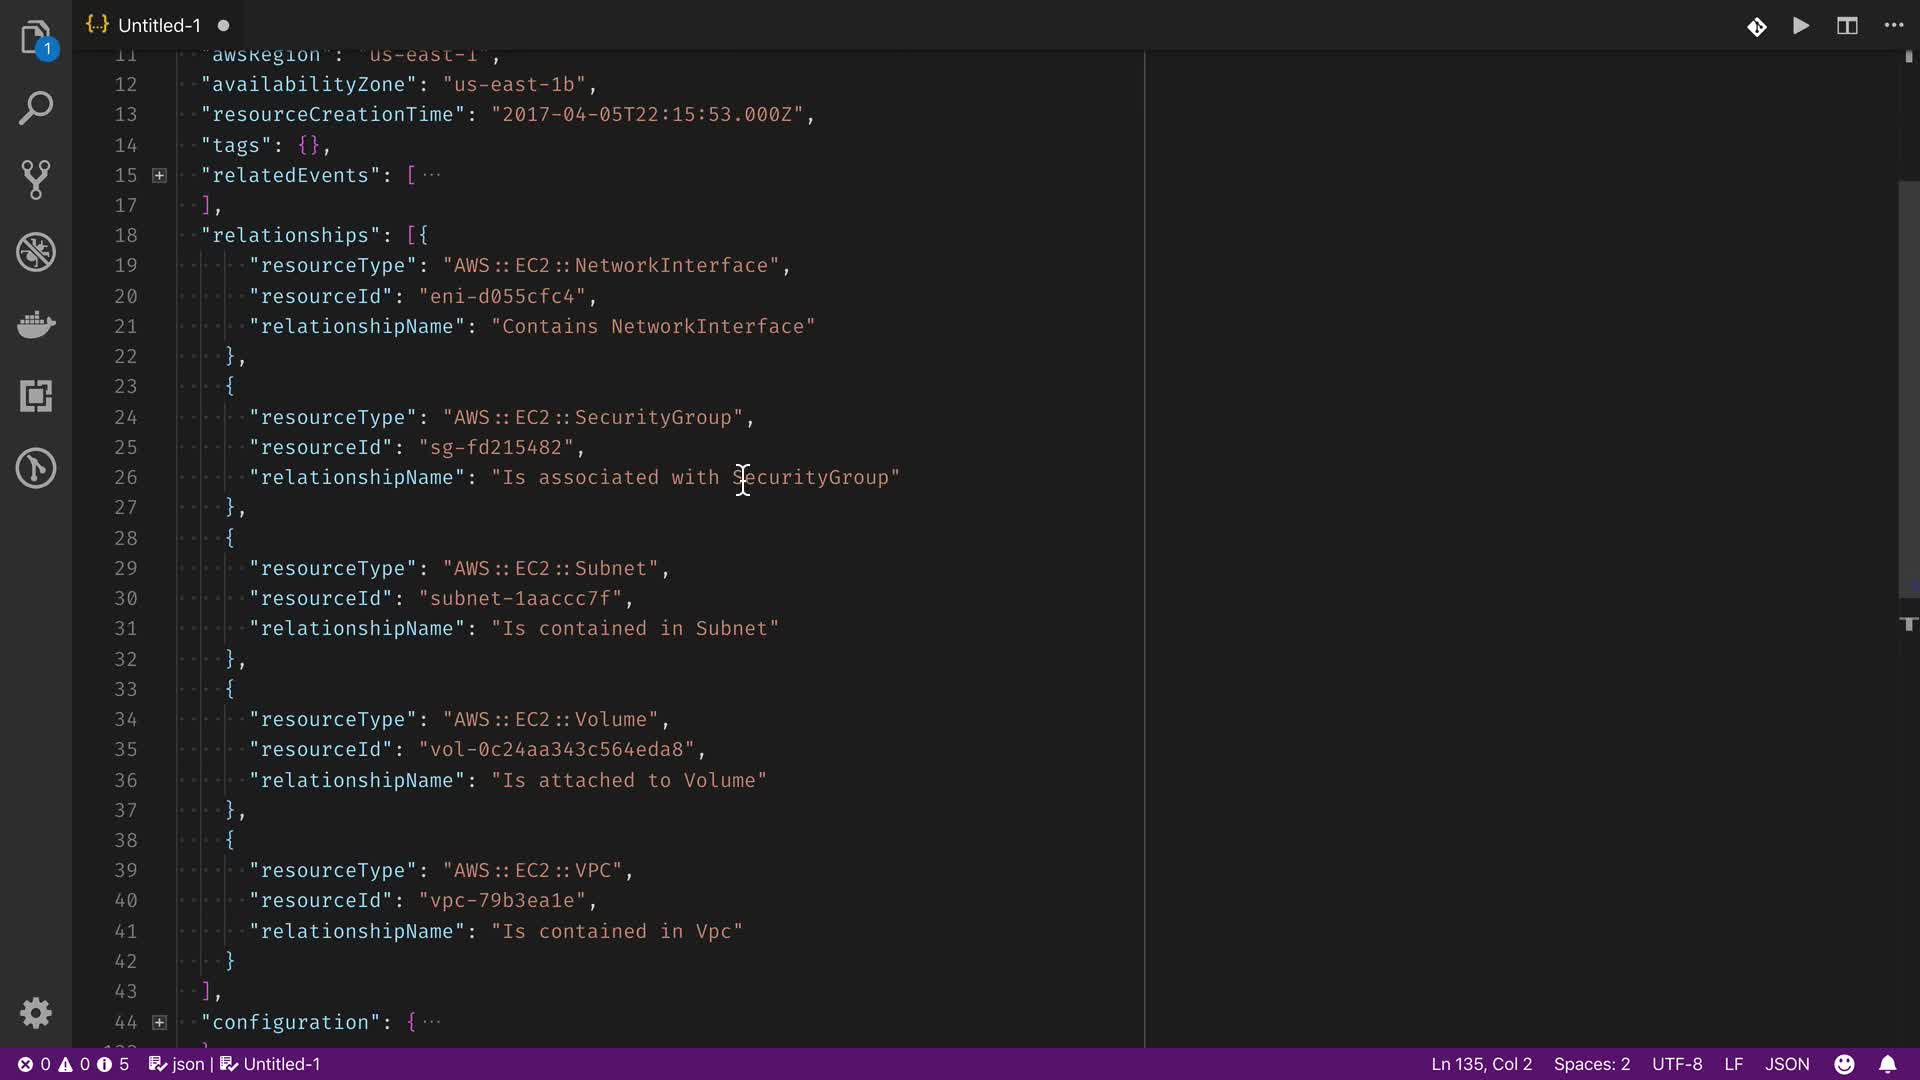 1
{..} Untitled-1
11 "awsRegion": "us-east-1",
12 "availabilityZone": "us-east-1b",
13 "resourceCreationTime": "2017-04-05T22:15:53.000Z",
14 "tags": {},
15 "relatedEvents": [ ...
17 ],
18 "relationships": [{
19 "resourceType": "AWS::EC2::NetworkInterface",
20 "resourceId": "eni-d055cfc4",
21 "relationshipName": "Contains NetworkInterface"
22 },
23 {
24 "resourceType": "AWS::EC2::SecurityGroup",
25 "resourceId": "sg-fd215482",
26 "relationshipName": "Is associated with SecurityGroup"
27 },
28 {
29 "resourceType": "AWS::EC2::Subnet",
30 "resourceId": "subnet-1aaccc7f",
31 "relationshipName": "Is contained in Subnet"
32 },
33 {
34 "resourceType": "AWS::EC2::Volume",
35 "resourceId": "vol-0c24aa343c564eda8",
36 "relationshipName": "Is attached to Volume"
37 },
38 {
39 "resourceType": "AWS::EC2::VPC",
40 "resourceId": "vpc-79b3ea1e",
41 "relationshipName": "Is contained in Vpc"
42 }
43 ],
44 "configuration": { ...
0 0 5 json | Untitled-1 Ln 135, Col 2 Spaces: 2 UTF-8 LF JSON